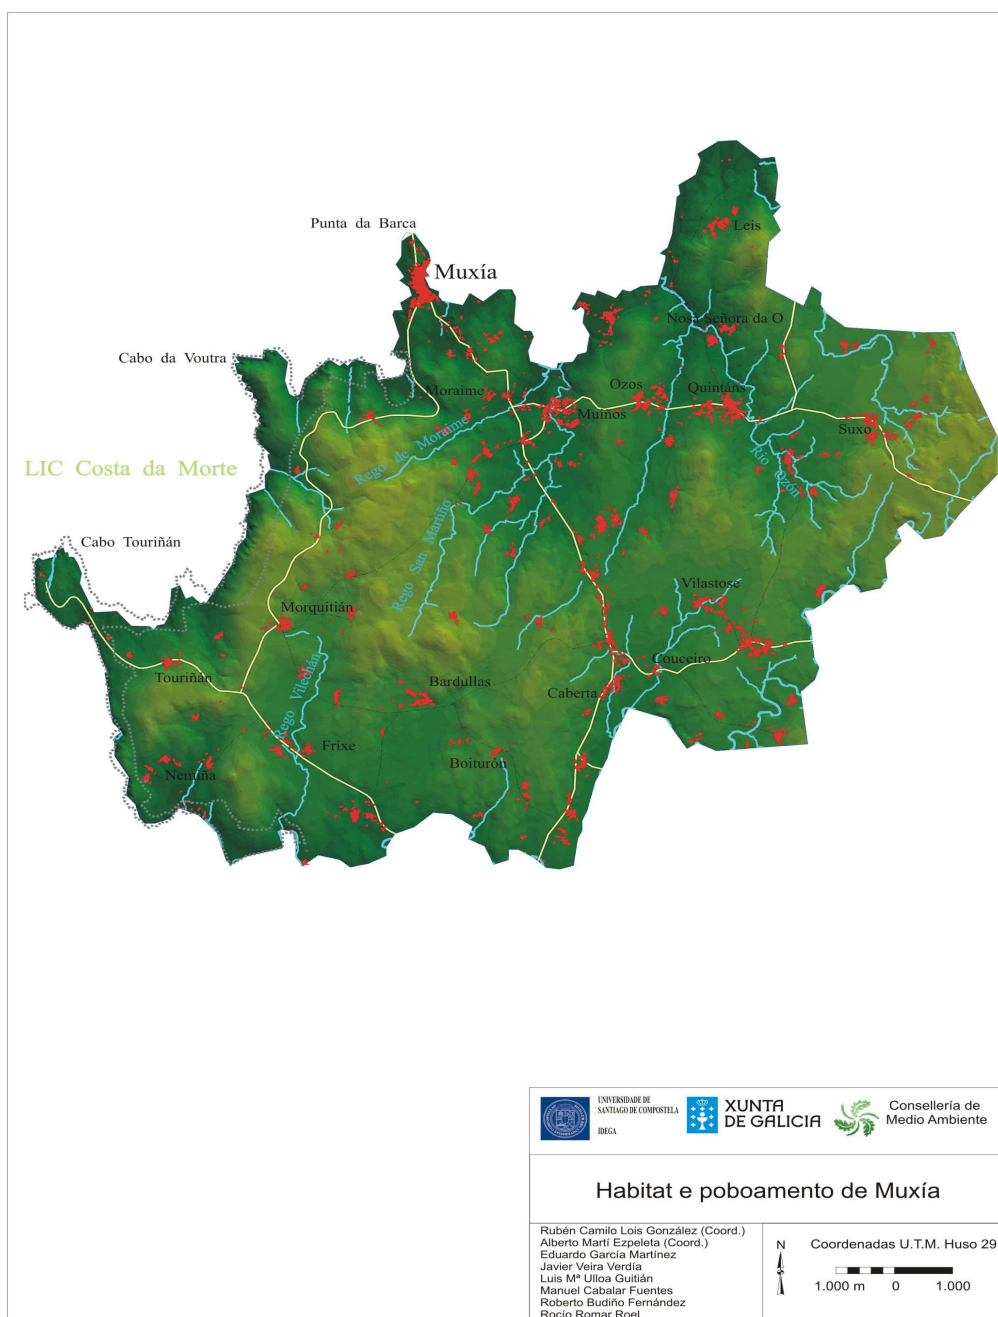 Punta da Barca
Leis
Muxía
Nosa Señora da O
Cabo da Voutra
Moraime
Ozos
Quintáns
Muiños
Suxo
Rego de Moraime
LIC Costa da Morte
Río Ozón
Rego San Martiño
Cabo Touriñán
Vilastose
Morquitián
Couceiro
Touriñán
Bardullas
Caberta
Rego Vilechán
Frixe
Boiturón
Nemiña
UNIVERSIDADE DE
SANTIAGO DE COMPOSTELA
IDEGA
XUNTA
DE GALICIA
Consellería de
Medio Ambiente
Habitat e poboamento de Muxía
Rubén Camilo Lois González (Coord.)
Alberto Martí Ezpeleta (Coord.)
Eduardo García Martínez
Javier Veira Verdía
Luis Mª Ulloa Guitián
Manuel Cabalar Fuentes
Roberto Budiño Fernández
Rocío Romar Roel
N
Coordenadas U.T.M. Huso 29
1.000 m 0 1.000